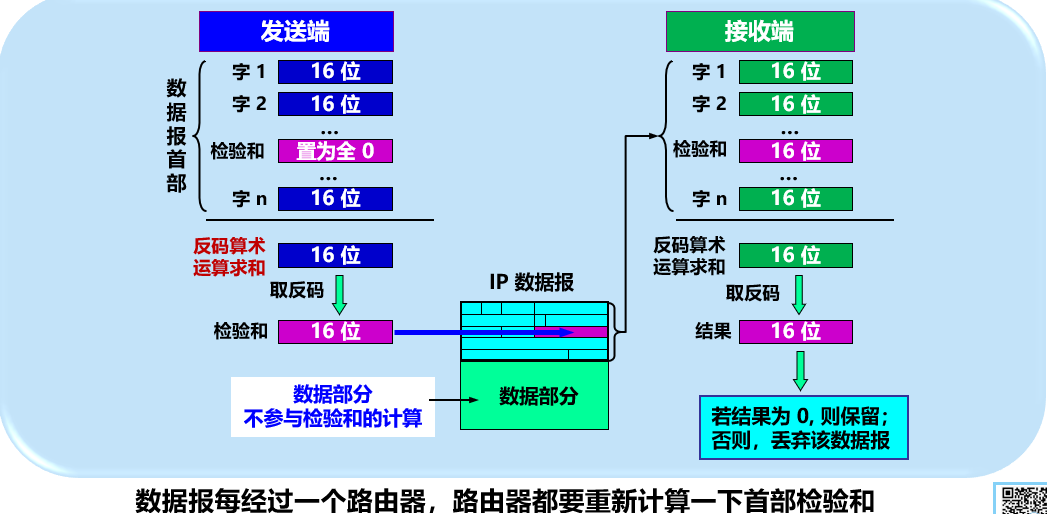 发送端
数据报首部
字 1
16 位
字 2
16 位
...
检验和
置为全 0
...
字 n
16 位
反码算术
运算求和
16 位
取反码
检验和
16 位
数据部分
不参与检验和的计算
IP 数据报
数据部分
接收端
字 1
16 位
字 2
16 位
...
检验和
16 位
...
字 n
16 位
反码算术
运算求和
16 位
取反码
结果
16 位
若结果为 0, 则保留；
否则，丢弃该数据报
数据报每经过一个路由器，路由器都要重新计算一下首部检验和